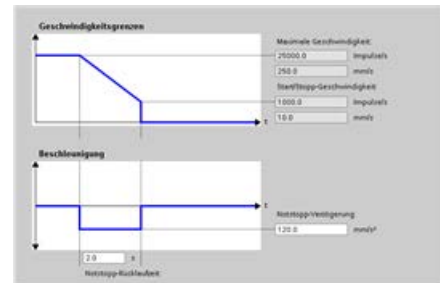 Geschwindigkeitsgrenzen
Maximale Geschwindigkeit:
25000.0 Impulse/s
250.0 mm/s
Start/Stopp-Geschwindigkeit
1000.0 Impulse/s
10.0 mm/s
t
Beschleunigung
t
Notstopp-Verzögerung:
120.0 mm/s²
2.0 s
Notstopp-Rücklaufzeit: